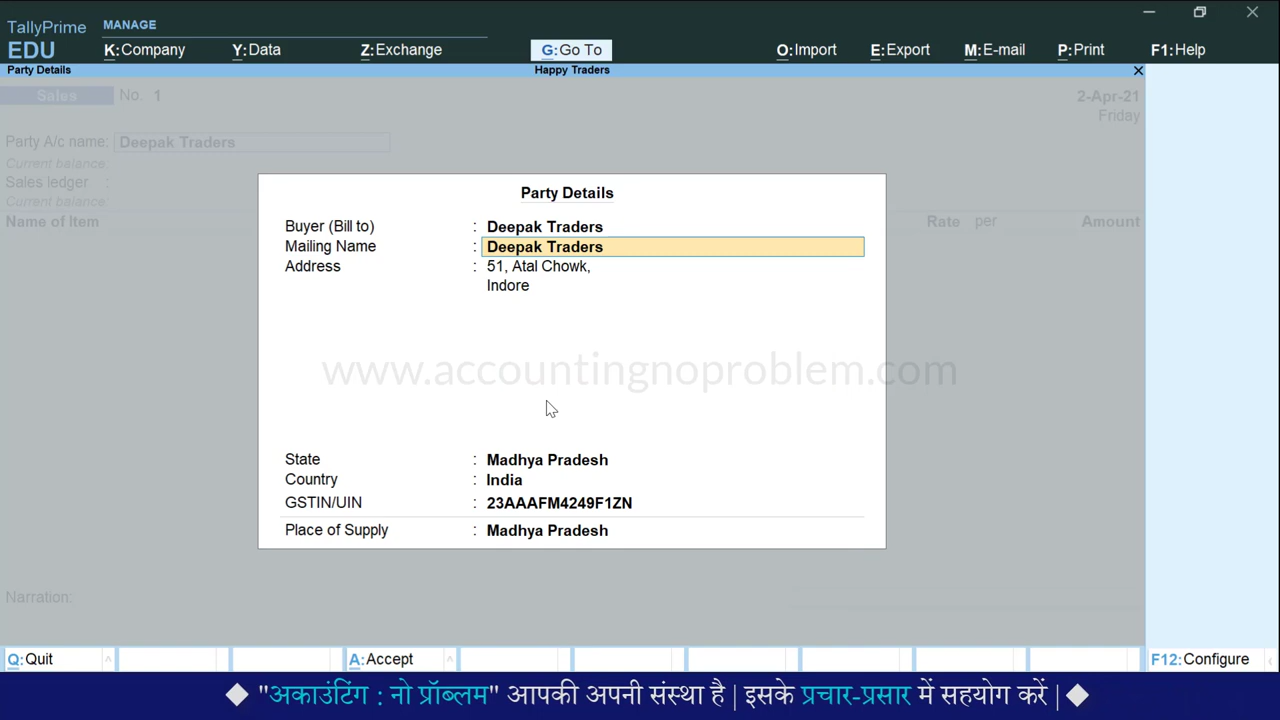 TallyPrime
EDU
MANAGE
K:Company Y:Data Z:Exchange G:Go To O:Import E:Export M:E-mail P:Print F1:Help
Party Details Happy Traders
Sales No. 1 2-Apr-21
Friday
Party A/c name: Deepak Traders
Current balance:
Sales ledger :
Current balance:
Name of Item Rate per Amount
Party Details
Buyer (Bill to) : Deepak Traders
Mailing Name : Deepak Traders
Address : 51, Atal Chowk,
Indore
www.accountingnoproblem.com
State : Madhya Pradesh
Country : India
GSTIN/UIN : 23AAAFM4249F1ZN
Place of Supply : Madhya Pradesh
Narration:
Q:Quit A:Accept F12:Configure
"अकाउंटिंग : नो प्रॉब्लम" आपकी अपनी संस्था है | इसके प्रचार-प्रसार में सहयोग करें |